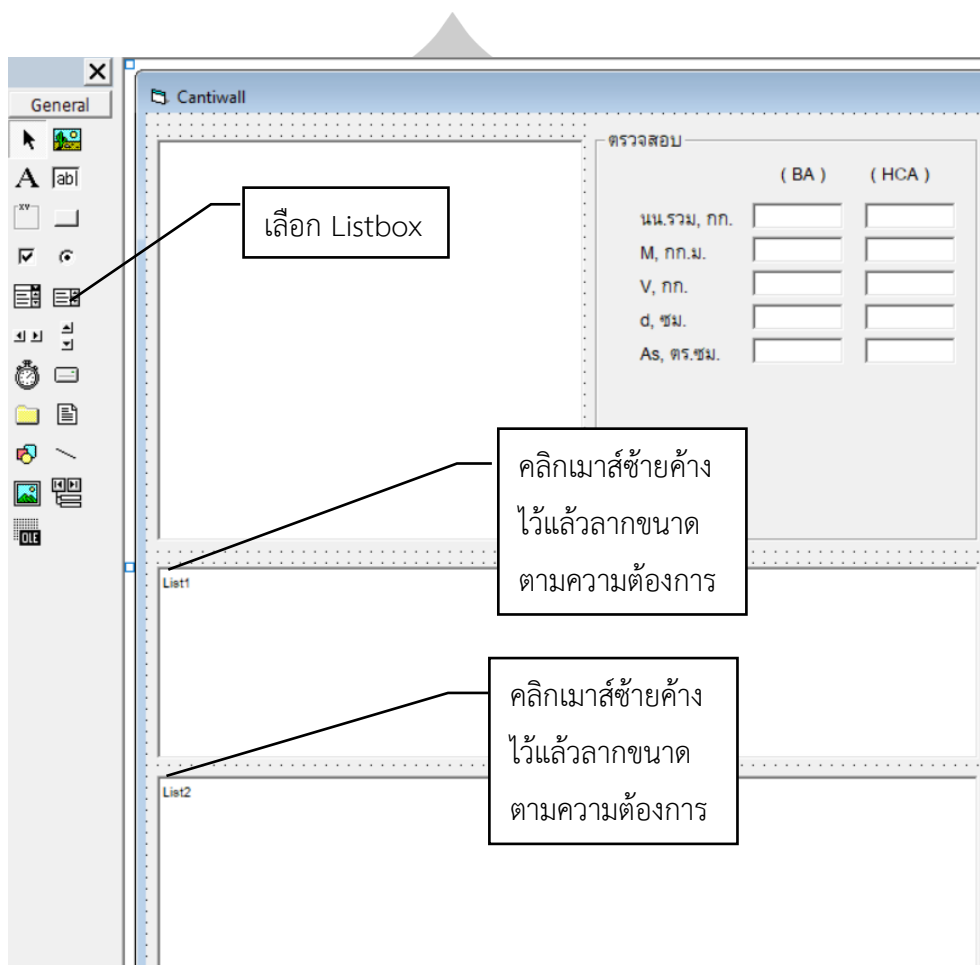 General
Cantiwall
A
ab
xv
OLE
เลือก Listbox
ตรวจสอบ
( BA ) ( HCA )
นน.รวม, กก.
M, กก.ม.
V, กก.
d, ซม.
As, ตร.ซม.
คลิกเมาส์ซ้ายค้าง
ไว้แล้วลากขนาด
ตามความต้องการ
List1
คลิกเมาส์ซ้ายค้าง
ไว้แล้วลากขนาด
ตามความต้องการ
List2